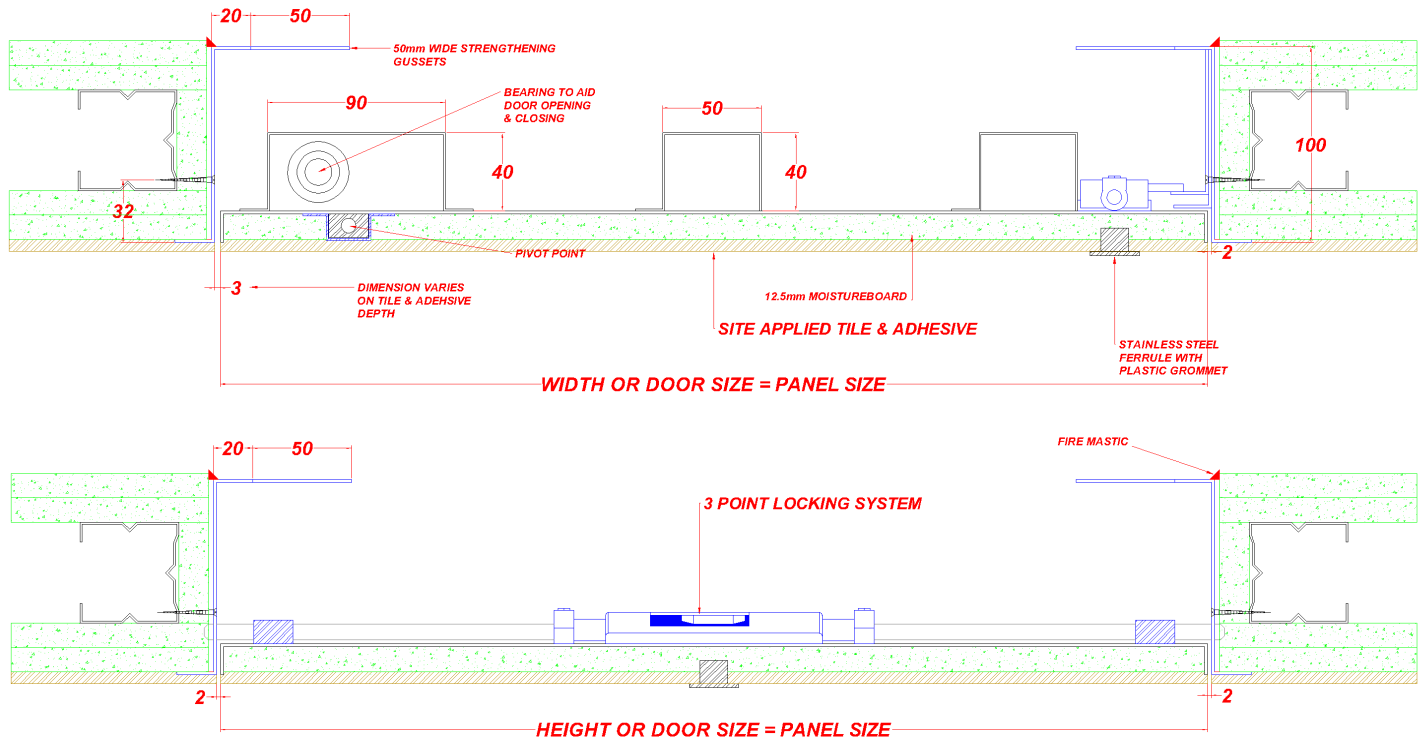 20
50
50mm WIDE STRENGTHENING
GUSSETS
BEARING TO AID
DOOR OPENING
& CLOSING
90
50
40
40
100
32
PIVOT POINT
2
3
DIMENSION VARIES
ON TILE & ADEHSIVE
DEPTH
12.5mm MOISTUREBOARD
SITE APPLIED TILE & ADHESIVE
STAINLESS STEEL
FERRULE WITH
PLASTIC GROMMET
WIDTH OR DOOR SIZE = PANEL SIZE
20
50
FIRE MASTIC
3 POINT LOCKING SYSTEM
2
2
HEIGHT OR DOOR SIZE = PANEL SIZE